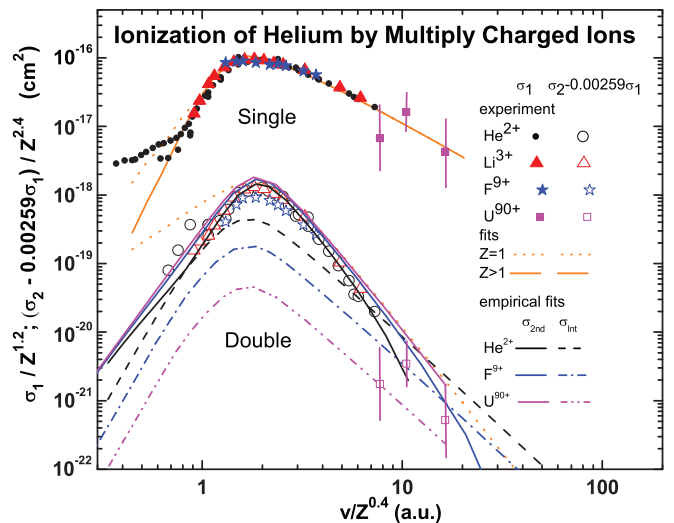 Ionization of Helium by Multiply Charged Ions
σ₁ / Z^1.2; (σ₂ - 0.00259σ₁) / Z^2.4 (cm²)
10^-16
10^-17
10^-18
10^-19
10^-20
10^-21
10^-22
Single
Double
σ₁ σ₂-0.00259σ₁
experiment
He²⁺
Li³⁺
F⁹⁺
U⁹⁰⁺
fits
Z=1
Z>1
empirical fits
σ₂nd σInt
He²⁺
F⁹⁺
U⁹⁰⁺
1 10 100
v/Z^0.4 (a.u.)